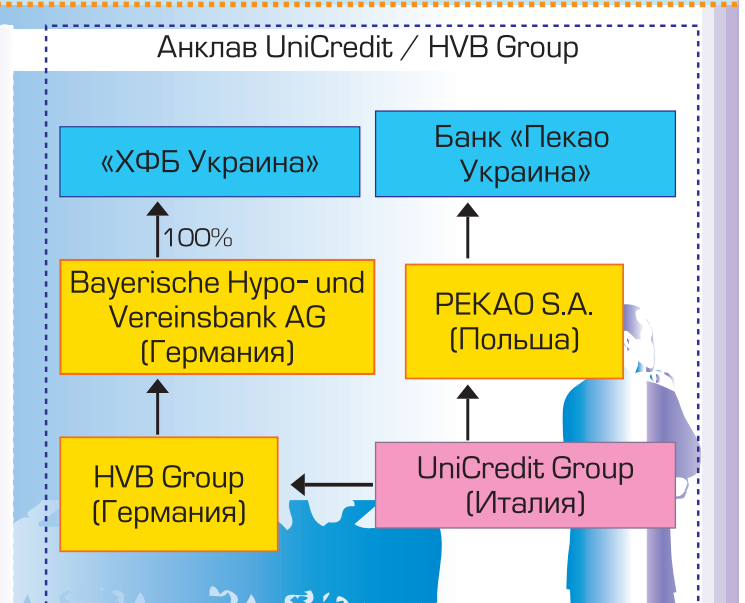 Анклав UniCredit / HVB Group
«ХФБ Украина»
Банк «Пекао
Украина»
100%
Bayerische Hypo- und
Vereinsbank AG
(Германия)
PEKAO S.A.
(Польша)
HVB Group
(Германия)
UniCredit Group
(Италия)